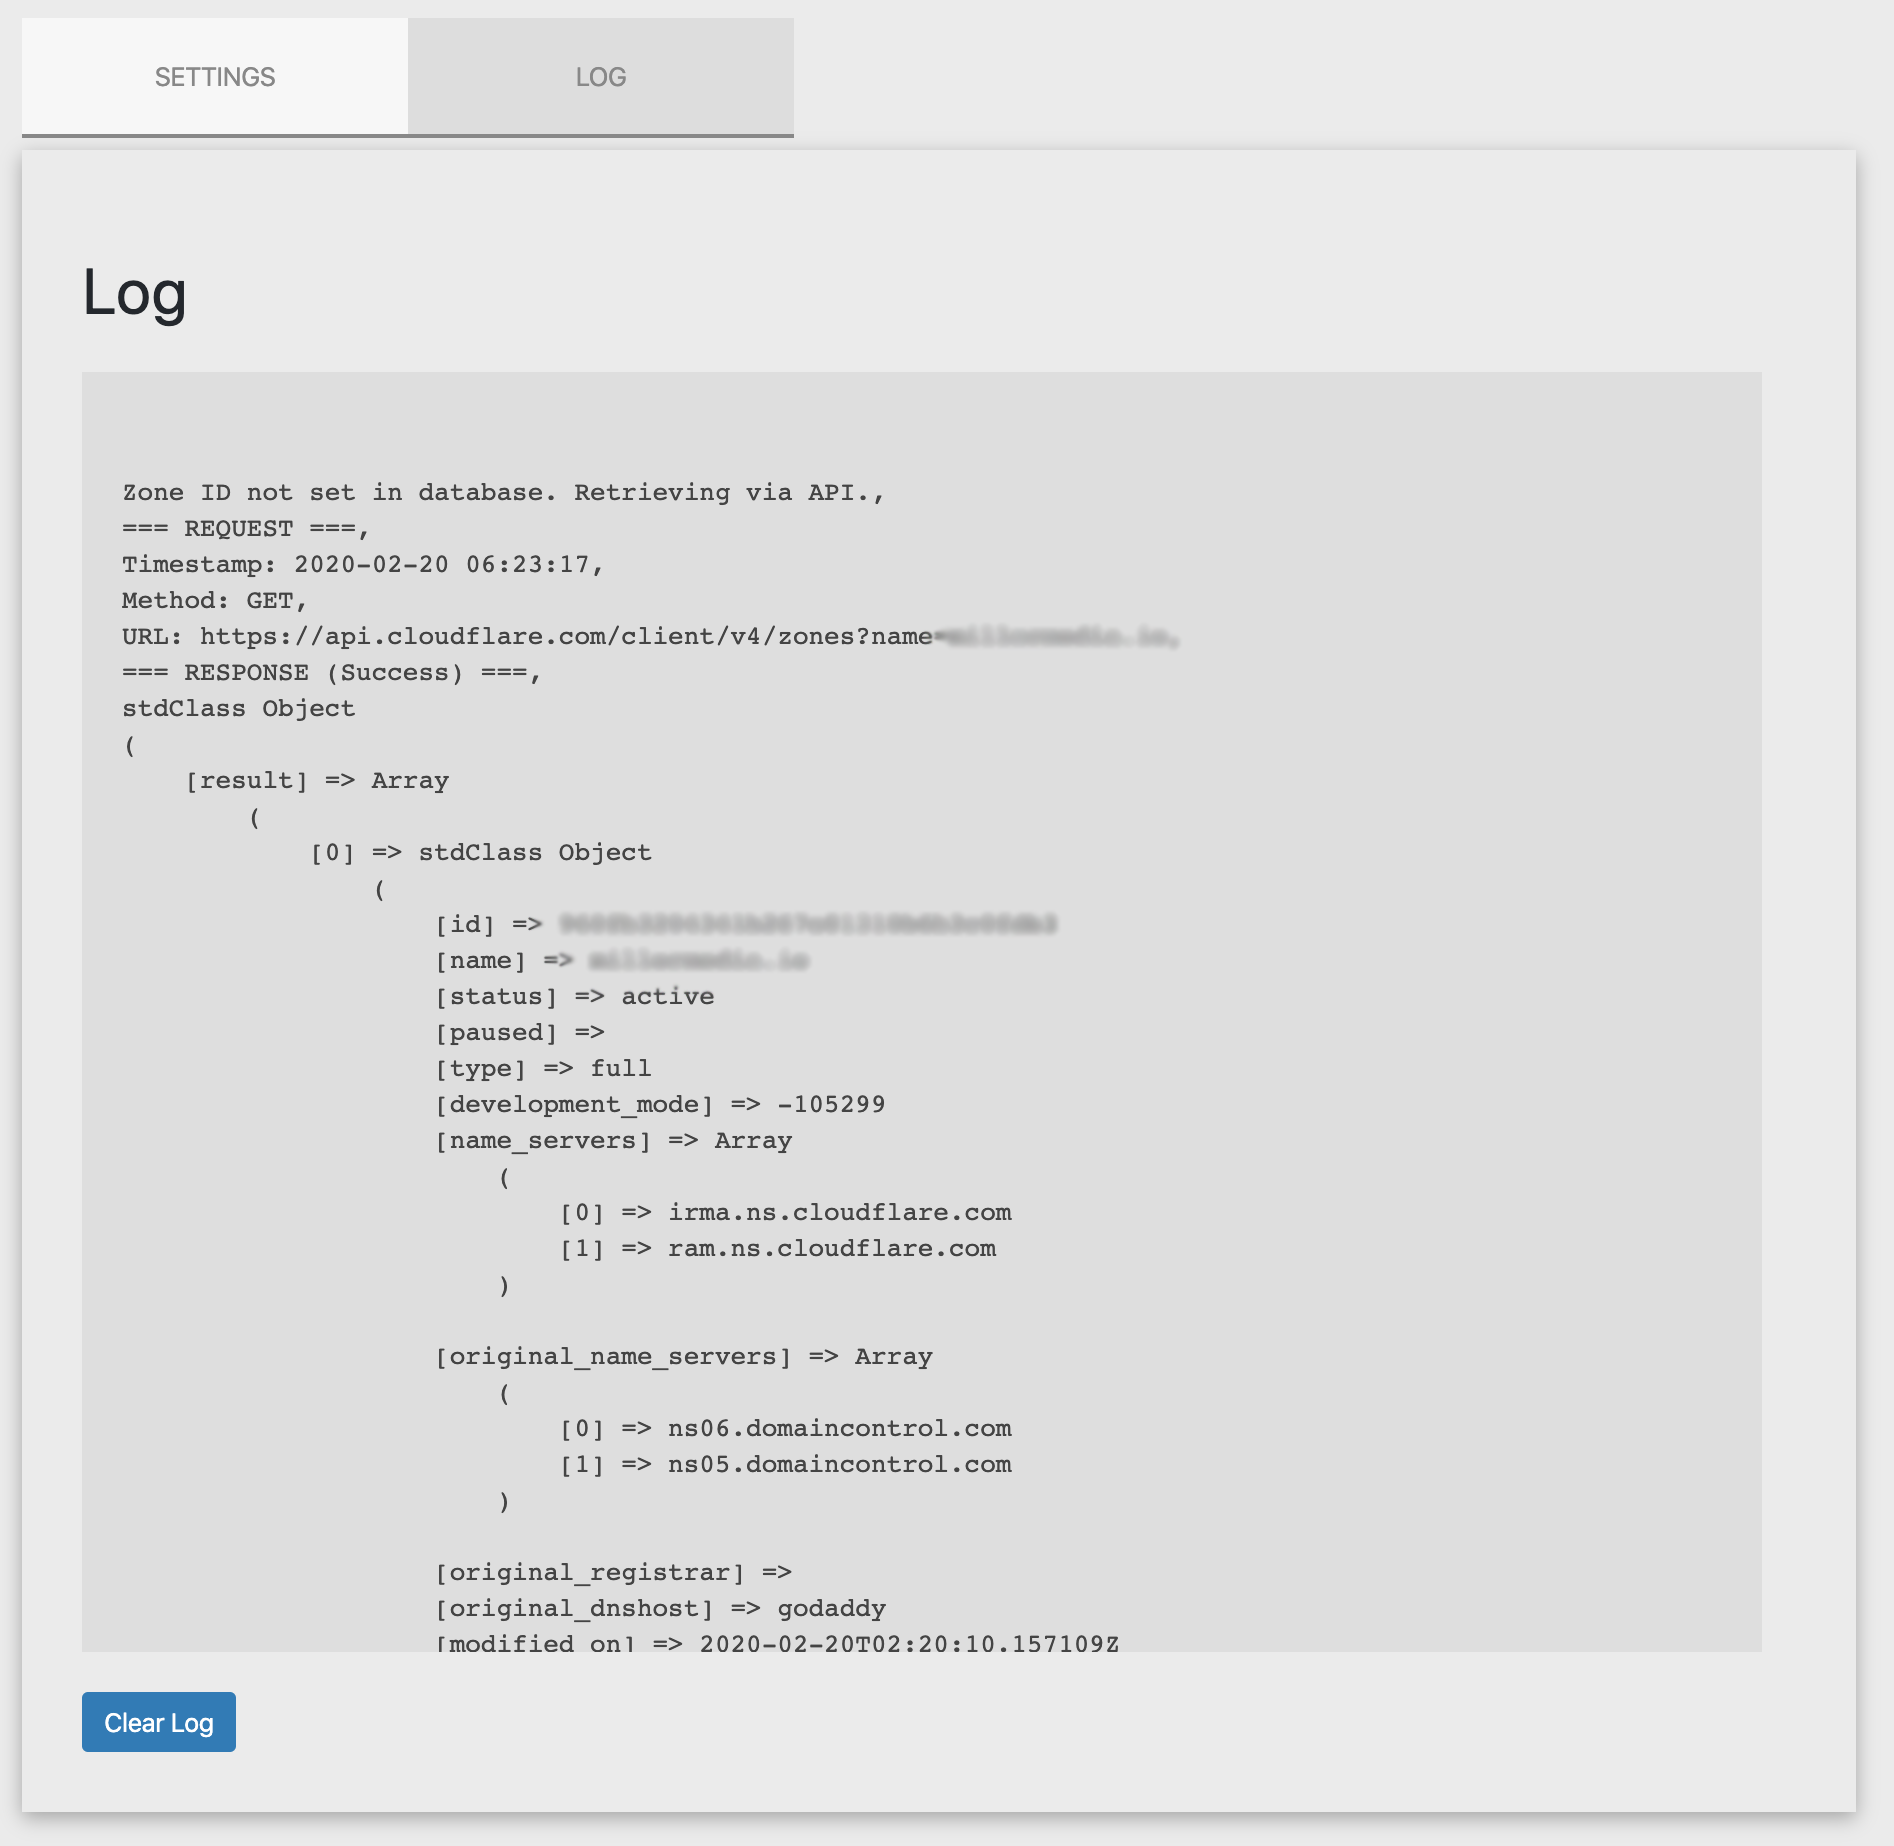 SETTINGS
LOG
Log
Zone ID not set in database. Retrieving via API.,
=== REQUEST ===,
Timestamp: 2020-02-20 06:23:17,
Method: GET,
URL: https://api.cloudflare.com/client/v4/zones?name=
=== RESPONSE (Success) ===,
stdClass Object
(
    [result] => Array
        (
            [0] => stdClass Object
                (
                    [id] =>
                    [name] =>
                    [status] => active
                    [paused] =>
                    [type] => full
                    [development_mode] => -105299
                    [name_servers] => Array
                        (
                            [0] => irma.ns.cloudflare.com
                            [1] => ram.ns.cloudflare.com
                        )
                    [original_name_servers] => Array
                        (
                            [0] => ns06.domaincontrol.com
                            [1] => ns05.domaincontrol.com
                        )
                    [original_registrar] =>
                    [original_dnshost] => godaddy
                    [modified_on] => 2020-02-20T02:20:10.157109Z
Clear Log